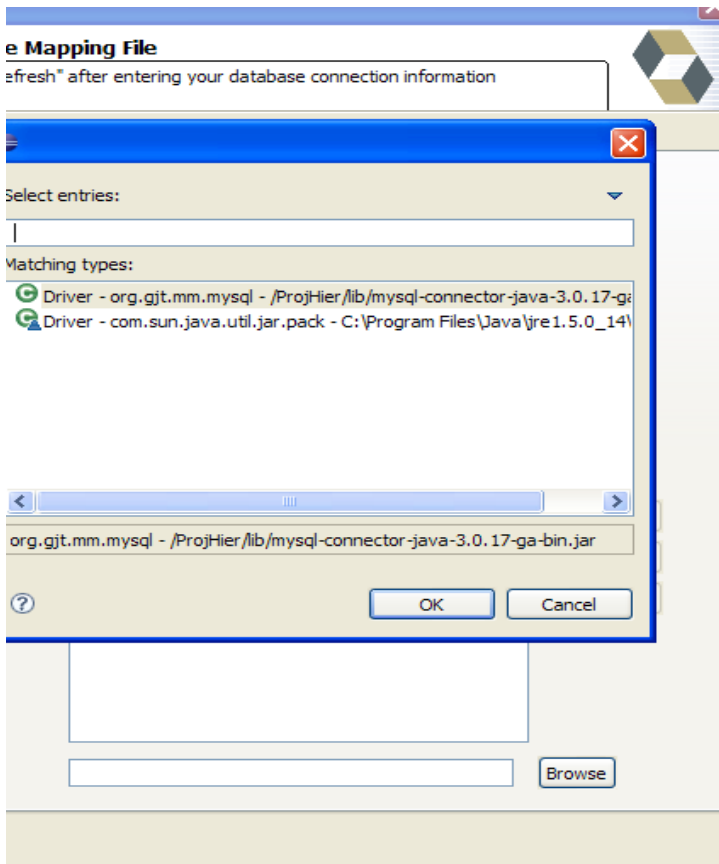 e Mapping File
efresh" after entering your database connection information
Select entries:
Matching types:
Driver - org.gjt.mm.mysql - /ProjHier/lib/mysql-connector-java-3.0.17-ga
Driver - com.sun.java.util.jar.pack - C:\Program Files\Java\jre1.5.0_14\
org.gjt.mm.mysql - /ProjHier/lib/mysql-connector-java-3.0.17-ga-bin.jar
OK Cancel
Browse